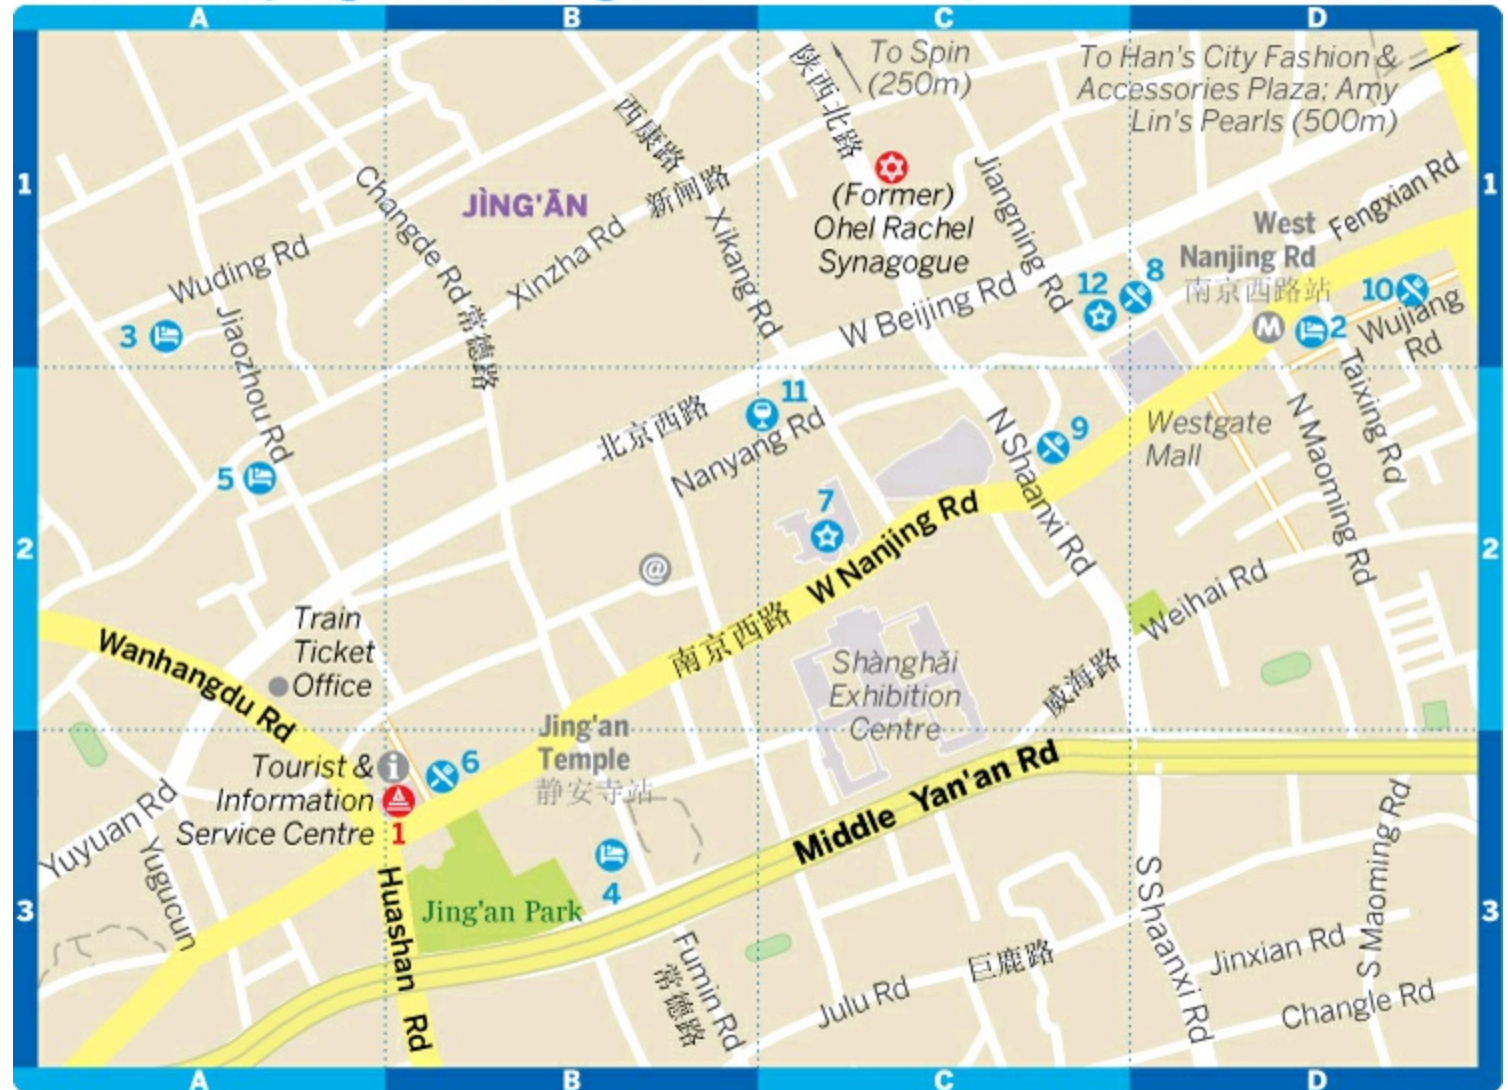 A
B
C
D
1
陕西北路
To Spin
(250m)
To Han's City Fashion &
Accessories Plaza; Amy
Lin's Pearls (500m)
西康路
新闸路
JÌNG'ĀN
Changde Rd
常德路
Xinzha Rd
Xikang Rd
Wuding Rd
3
Jiaozhou Rd
(Former)
Ohel Rachel
Synagogue
Jiangning Rd
W Beijing Rd
12
8
West
Nanjing Rd
南京西路站
M
2
Fengxian Rd
10
Wujiang
Rd
1
2
5
北京西路
11
Nanyang Rd
7
@
W Nanjing Rd
南京西路
N Shaanxi Rd
9
Westgate
Mall
N Maoming Rd
Taixing Rd
Weihai Rd
威海路
Shànghǎi
Exhibition
Centre
Train
Ticket
Office
Wanhangdu Rd
2
3
Tourist &
Information
Service Centre
i
1
6
Jing'an
Temple
静安寺站
4
Jing'an Park
Yuyuan Rd
Yugucun
Huashan Rd
Middle Yan'an Rd
Fumin Rd
常德路
Julu Rd
巨鹿路
S Shaanxi Rd
Jinxian Rd
S Maoming Rd
Changle Rd
3
A
B
C
D